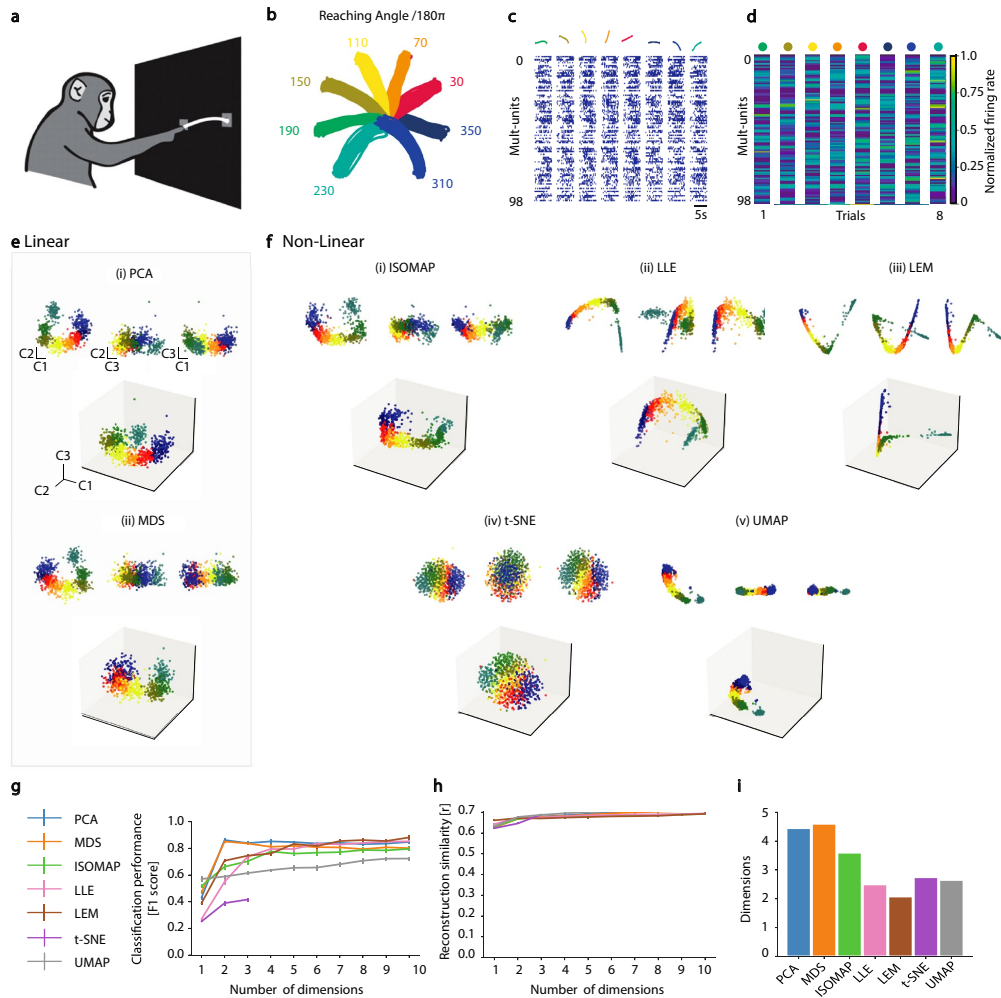 a
b
Reaching Angle /180π
110
70
150
30
190
350
230
310
c
0
Mult-units
98
5s
d
0
Mult-units
98
1
Trials
8
1.0
0.75
0.5
0.25
0
Normalized firing rate
e Linear
(i) PCA
C2
C1
C2
C3
C3
C1
C3
C2
C1
(ii) MDS
f Non-Linear
(i) ISOMAP
(ii) LLE
(iii) LEM
(iv) t-SNE
(v) UMAP
g
PCA
MDS
ISOMAP
LLE
LEM
t-SNE
UMAP
Classification performance
[F1 score]
1.0
0.8
0.6
0.4
0.2
0.0
1 2 3 4 5 6 7 8 9 10
Number of dimensions
h
Reconstruction similarity [r]
0.7
0.6
0.5
0.4
0.3
0.2
0.1
0.0
1 2 3 4 5 6 7 8 10
Number of dimensions
i
Dimensions
5
4
3
2
1
0
PCA
MDS
ISOMAP
LLE
LEM
t-SNE
UMAP